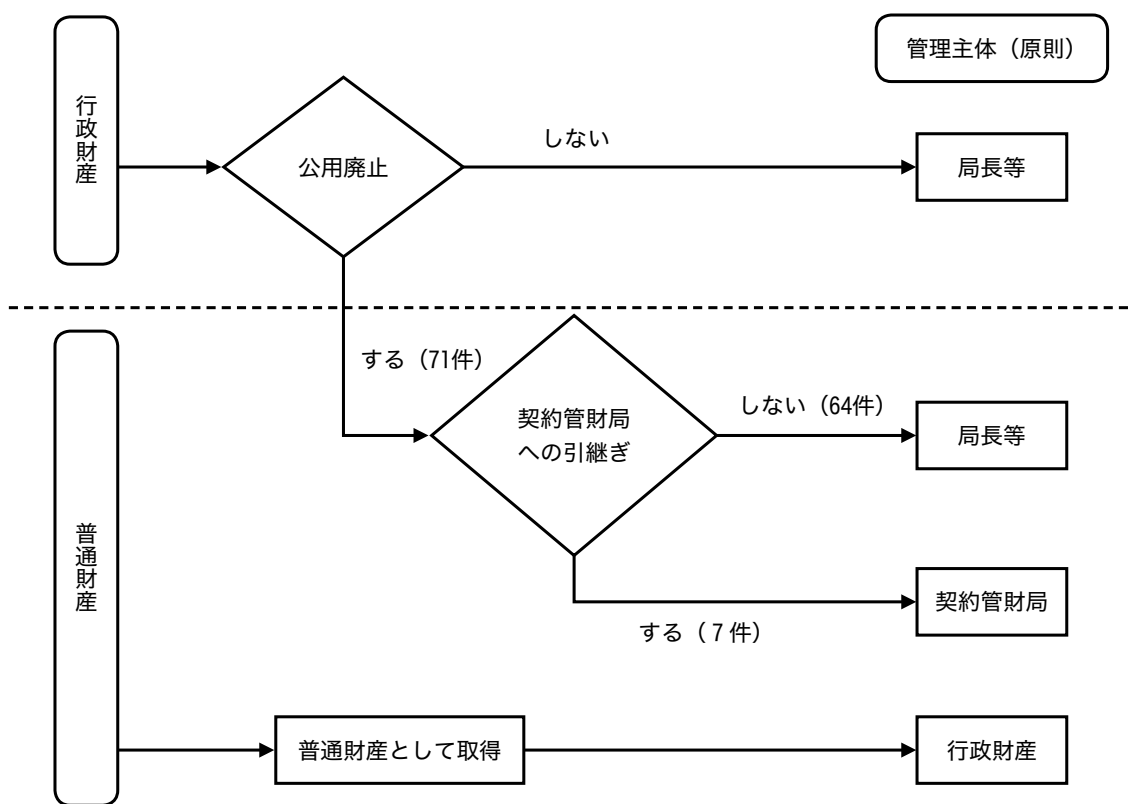 管理主体（原則）
行政財産
公用廃止
しない
局長等
する（71件）
契約管財局
への引継ぎ
しない（64件）
局長等
する（７件）
契約管財局
普通財産
普通財産として取得
行政財産